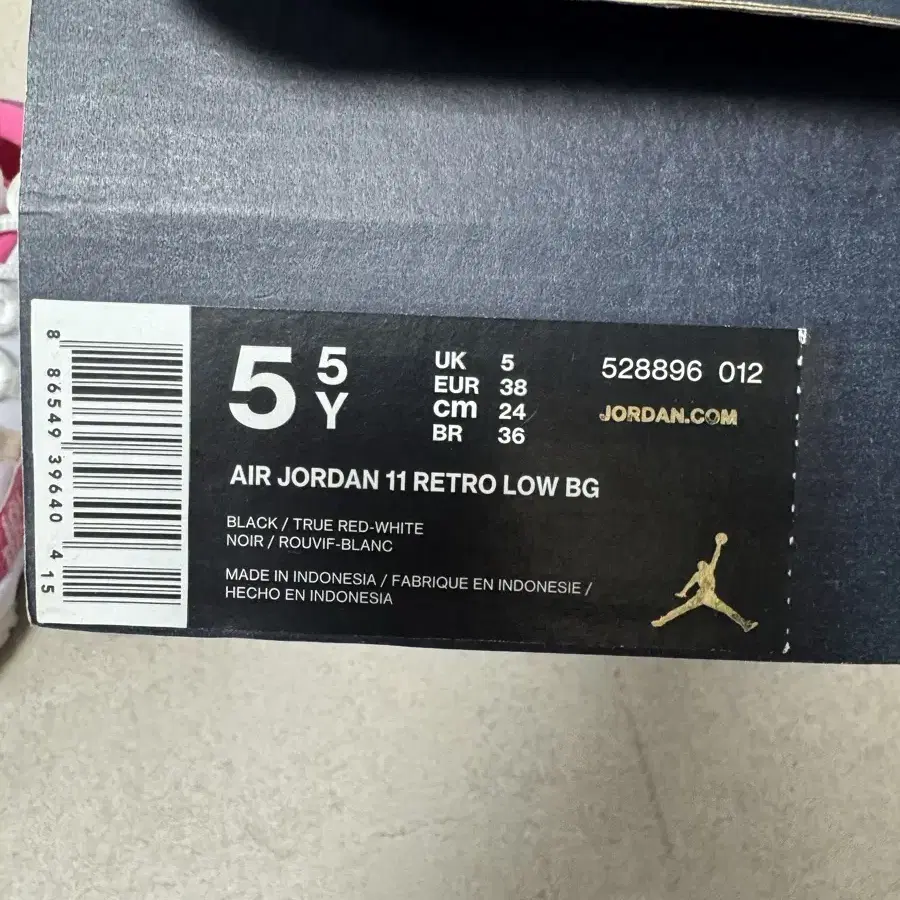 8 86549 39640 4 15
5 5 Y
UK 5
EUR 38
cm 24
BR 36
528896 012
JORDAN.COM
AIR JORDAN 11 RETRO LOW BG
BLACK / TRUE RED-WHITE
NOIR / ROUVIF-BLANC
MADE IN INDONESIA / FABRIQUE EN INDONESIE /
HECHO EN INDONESIA